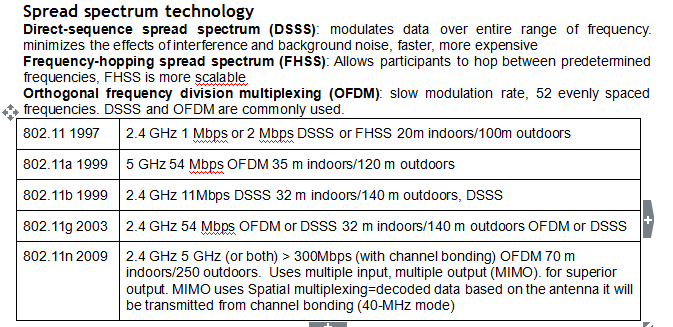 Spread spectrum technology
Direct-sequence spread spectrum (DSSS): modulates data over entire range of frequency.
minimizes the effects of interference and background noise, faster, more expensive
Frequency-hopping spread spectrum (FHSS): Allows participants to hop between predetermined
frequencies, FHSS is more scalable
Orthogonal frequency division multiplexing (OFDM): slow modulation rate, 52 evenly spaced
frequencies. DSSS and OFDM are commonly used.
802.11 1997 2.4 GHz 1 Mbps or 2 Mbps DSSS or FHSS 20m indoors/100m outdoors
802.11a 1999 5 GHz 54 Mbps OFDM 35 m indoors/120 m outdoors
802.11b 1999 2.4 GHz 11Mbps DSSS 32 m indoors/140 m outdoors, DSSS
802.11g 2003 2.4 GHz 54 Mbps OFDM or DSSS 32 m indoors/140 m outdoors OFDM or DSSS
802.11n 2009 2.4 GHz 5 GHz (or both) > 300Mbps (with channel bonding) OFDM 70 m
indoors/250 outdoors. Uses multiple input, multiple output (MIMO). for superior
output. MIMO uses Spatial multiplexing=decoded data based on the antenna it will
be transmitted from channel bonding (40-MHz mode)